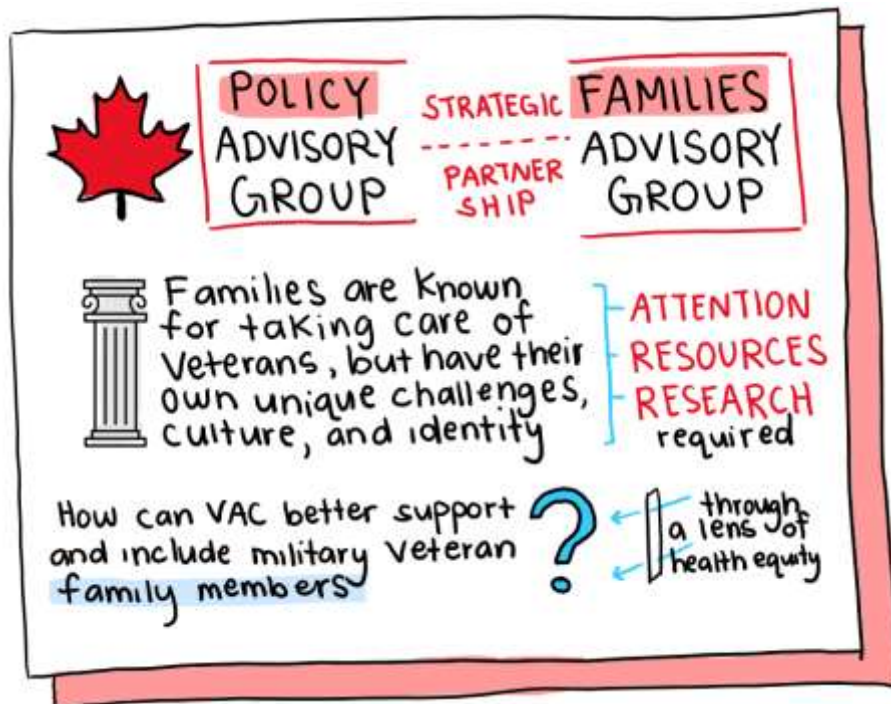 POLICY
ADVISORY
GROUP
STRATEGIC
PARTNER
SHIP
FAMILIES
ADVISORY
GROUP
Families are known
for taking care of
Veterans, but have their
own unique challenges,
culture, and identity
ATTENTION
RESOURCES
RESEARCH
required
How can VAC better support
and include military Veteran
family members
?
through
a lens of
health equity